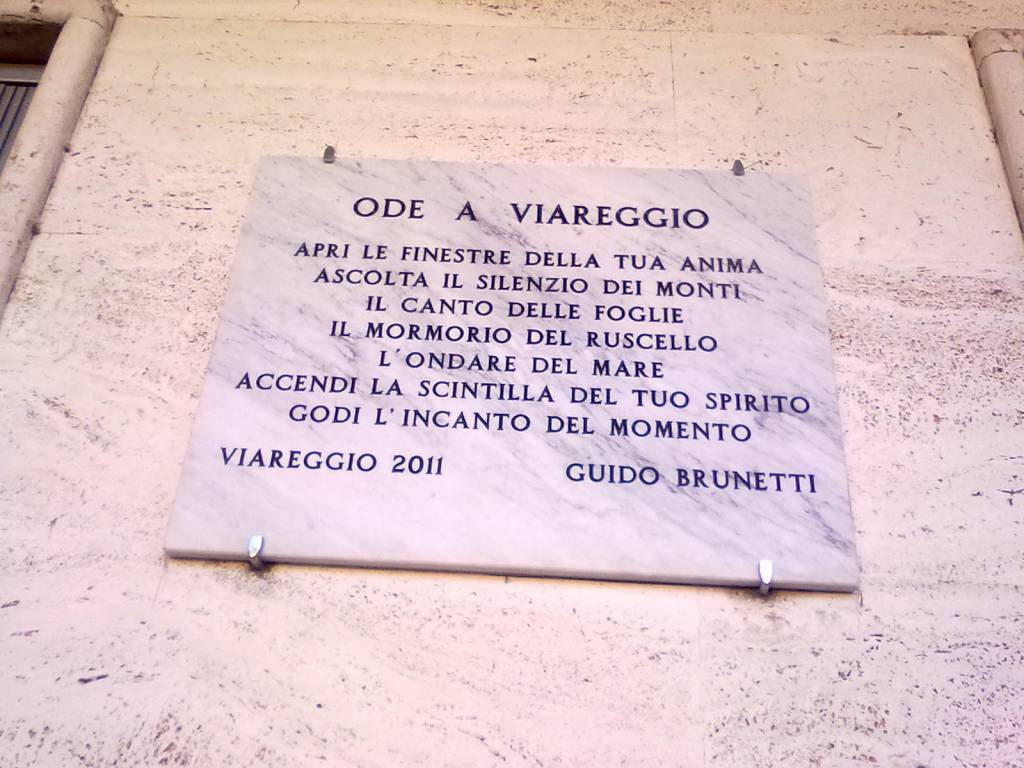 ODE A VIAREGGIO
APRI LE FINESTRE DELLA TUA ANIMA
ASCOLTA IL SILENZIO DEI MONTI
IL CANTO DELLE FOGLIE
IL MORMORIO DEL RUSCELLO
L'ONDARE DEL MARE
ACCENDI LA SCINTILLA DEL TUO SPIRITO
GODI L'INCANTO DEL MOMENTO
VIAREGGIO 2011 GUIDO BRUNETTI